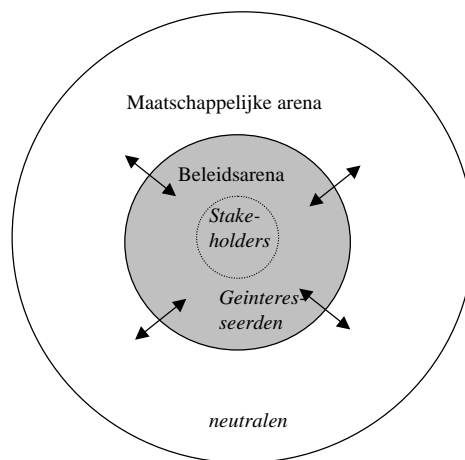 Maatschappelijke arena
Beleidsarena
Stake-
holders
Geinteres-
seerden
neutralen